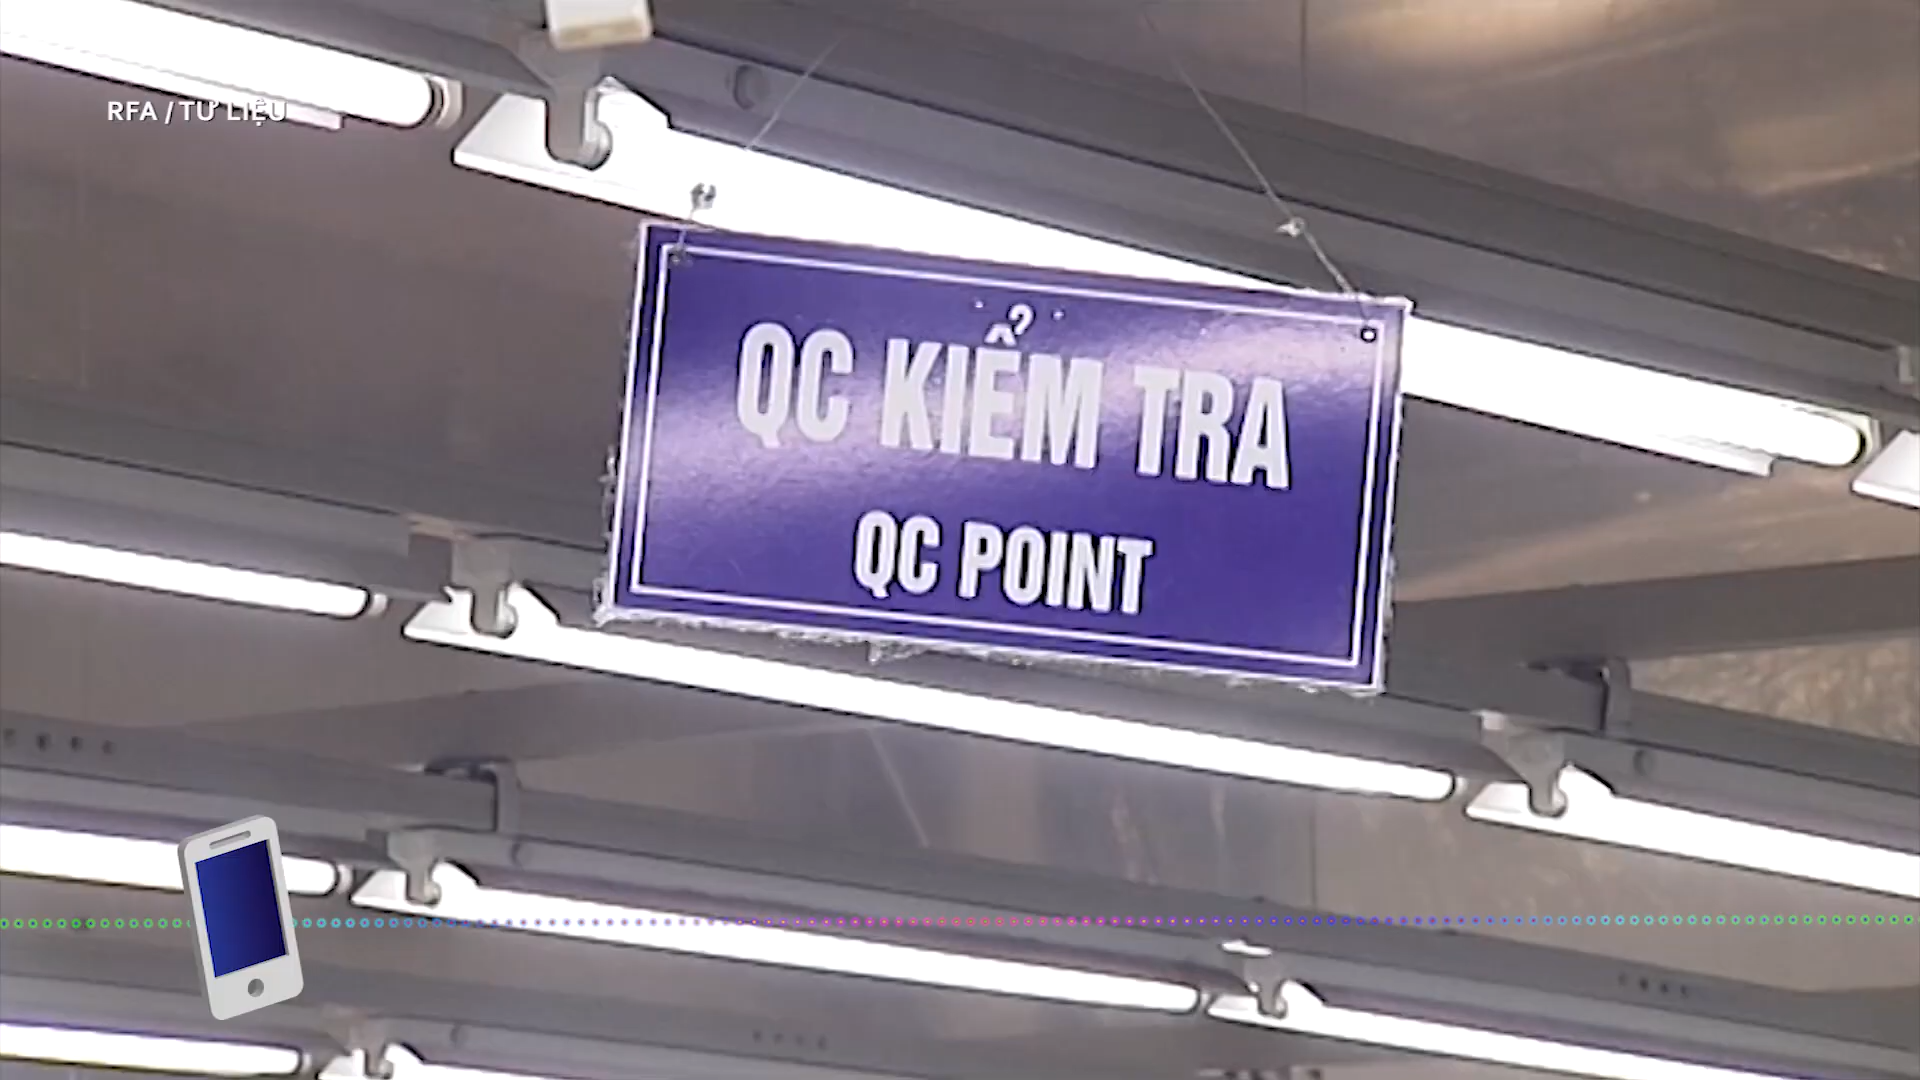 RFA / TƯ LIỆU
QC KIỂM TRA
QC POINT